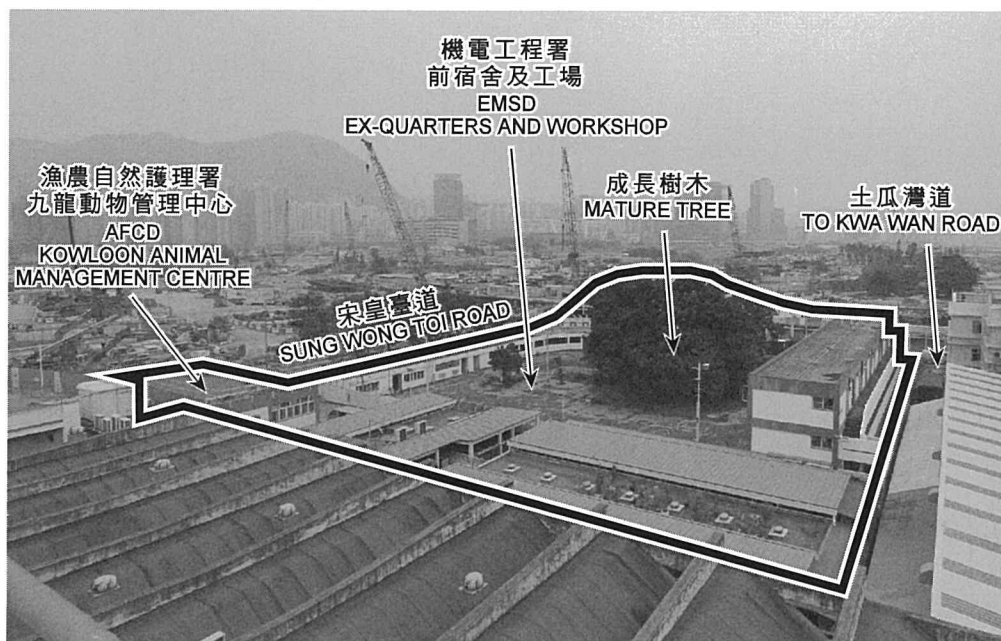 機電工程署
前宿舍及工場
EMSD
EX-QUARTERS AND WORKSHOP
漁農自然護理署
九龍動物管理中心
AFCD
KOWLOON ANIMAL
MANAGEMENT CENTRE
成長樹木
MATURE TREE
土瓜灣道
TO KWA WAN ROAD
宋皇臺道
SUNG WONG TOI ROAD